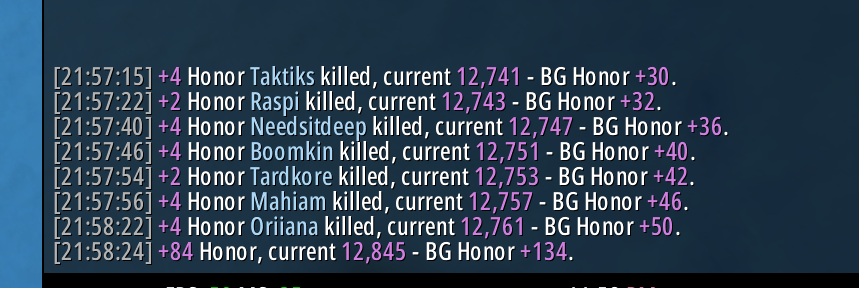 [21:57:15] +4 Honor Taktiks killed, current 12,741 - BG Honor +30.
[21:57:22] +2 Honor Raspi killed, current 12,743 - BG Honor +32.
[21:57:40] +4 Honor Needsitdeep killed, current 12,747 - BG Honor +36.
[21:57:46] +4 Honor Boomkin killed, current 12,751 - BG Honor +40.
[21:57:54] +2 Honor Tardkore killed, current 12,753 - BG Honor +42.
[21:57:56] +4 Honor Mahiam killed, current 12,757 - BG Honor +46.
[21:58:22] +4 Honor Oriiana killed, current 12,761 - BG Honor +50.
[21:58:24] +84 Honor, current 12,845 - BG Honor +134.